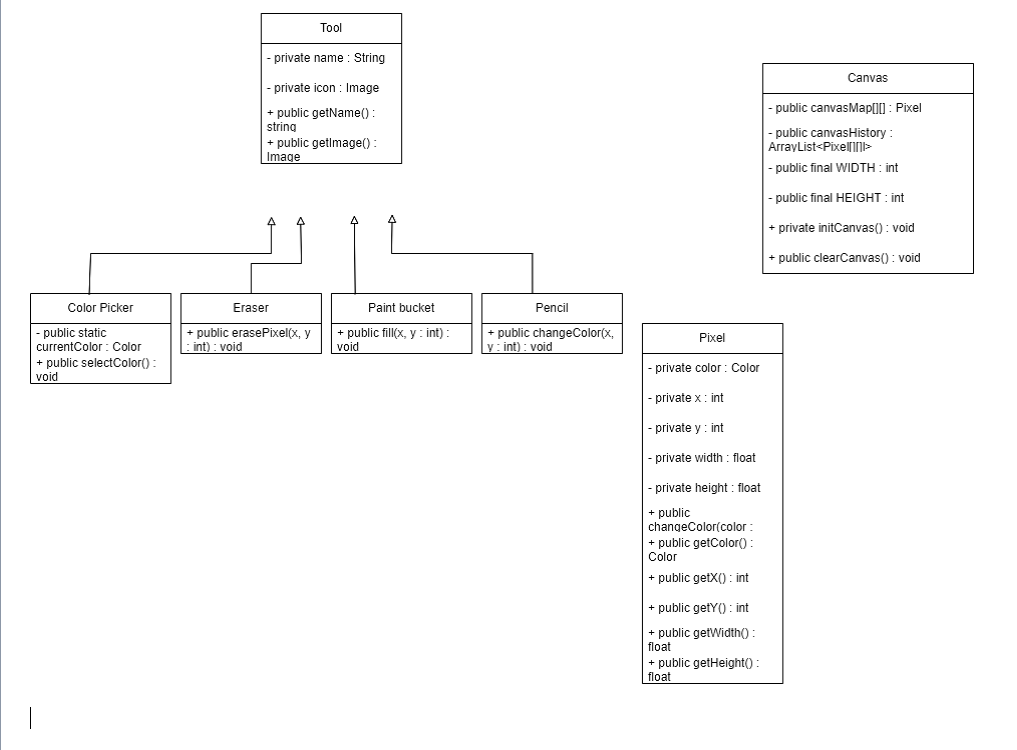 Tool
- private name : String
- private icon : Image
+ public getName() :
string
+ public getImage() :
Image
Canvas
- public canvasMap[][] : Pixel
- public canvasHistory :
ArrayList<Pixel[][]>
- public final WIDTH : int
- public final HEIGHT : int
+ private initCanvas() : void
+ public clearCanvas() : void
Color Picker
- public static
currentColor : Color
+ public selectColor() :
void
Eraser
+ public erasePixel(x, y
: int) : void
Paint bucket
+ public fill(x, y : int) :
void
Pencil
+ public changeColor(x,
y : int) : void
Pixel
- private color : Color
- private x : int
- private y : int
- private width : float
- private height : float
+ public
changeColor(color :
+ public getColor() :
Color
+ public getX() : int
+ public getY() : int
+ public getWidth() :
float
+ public getHeight() :
float